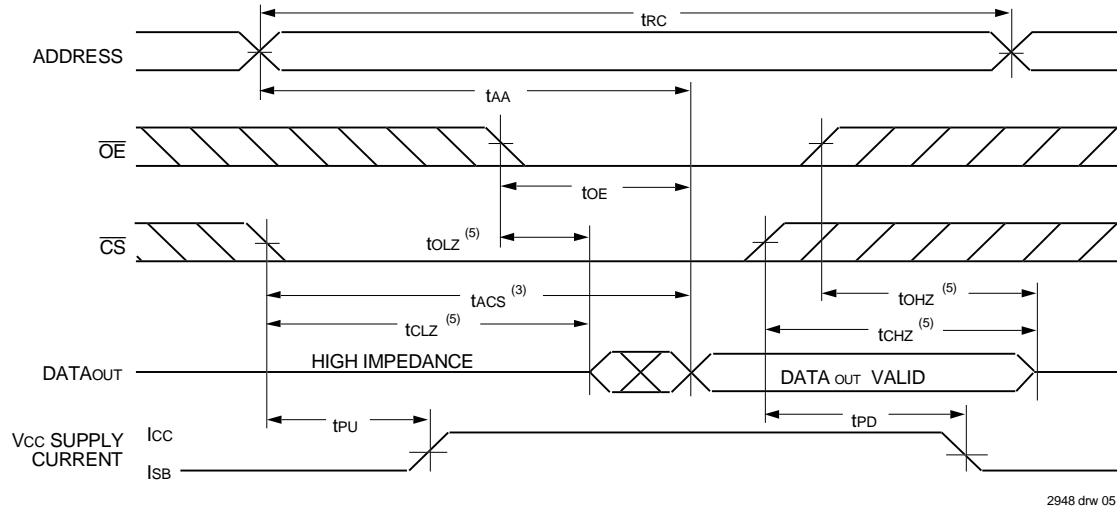 tRC
ADDRESS
tAA
OE
tOE
CS
tOLZ (5)
tACS (3)
tOHZ (5)
tCLZ (5)
tCHZ (5)
DATAOUT
HIGH IMPEDANCE
DATA OUT VALID
tPU
tPD
VCC SUPPLY
CURRENT
ICC
ISB
2948 drw 05